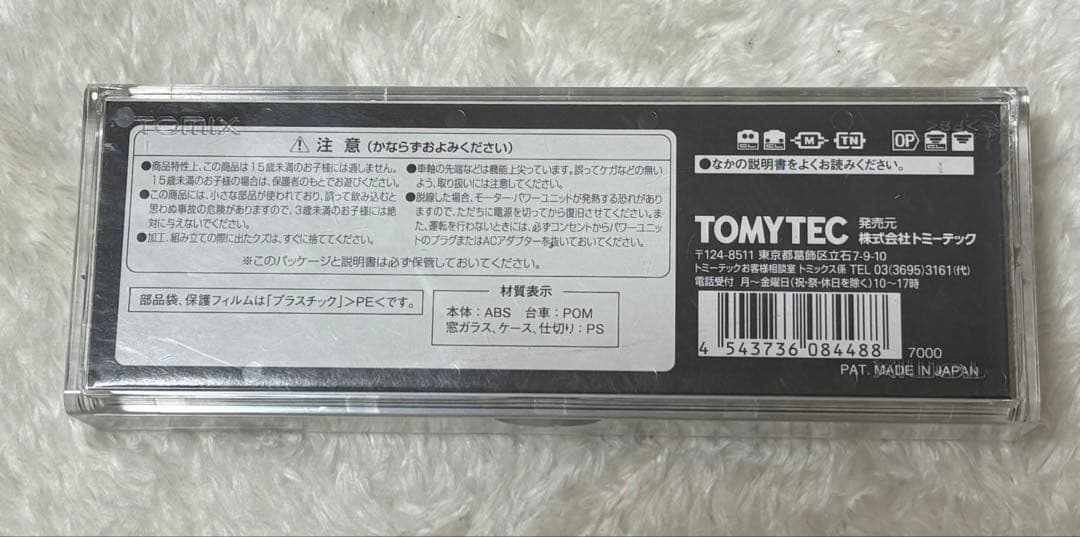 TOMIX
注 意 (かならずおよみください)
●商品特性上、この商品は15歳未満のお子様には適しません。
15歳未満のお子様の場合は、保護者のもとでお遊びください。
●この商品には、小さな部品が使われており、誤って飲み込むと
思わぬ事故の危険がありますので、3歳未満のお子様には絶
対に与えないでください。
●加工、組み立ての際に出たクズは、すぐに捨ててください。
●車軸の先端などは機能上尖っています。誤ってケガなどの無い
よう、取り扱いには注意してください。
●脱線した場合、モーター・パワーユニットが発熱する恐れがあり
ますので、ただちに電源を切ってから復旧させてください。ま
た、運転を行わないときには、必ずコンセントからパワーユニッ
トのプラグまたはACアダプターを抜いておいてください。
※このパッケージと説明書は必ず保管しておいてください。
部品袋、保護フィルムは「プラスチック」>PE<です。
材質表示
本体：ABS 台車：POM
窓ガラス、ケース、仕切り：PS
EL EL M TN OP EL
●なかの説明書をよくお読みください。
TOMYTEC 発売元 株式会社トミーテック
〒124-8511 東京都葛飾区立石7-9-10
トミーテックお客様相談室 トミックス係 TEL 03(3695)3161(代)
電話受付 月〜金曜日(祝・祭・休日を除く)10〜17時
4 543736 084488
7000
PAT. MADE IN JAPAN